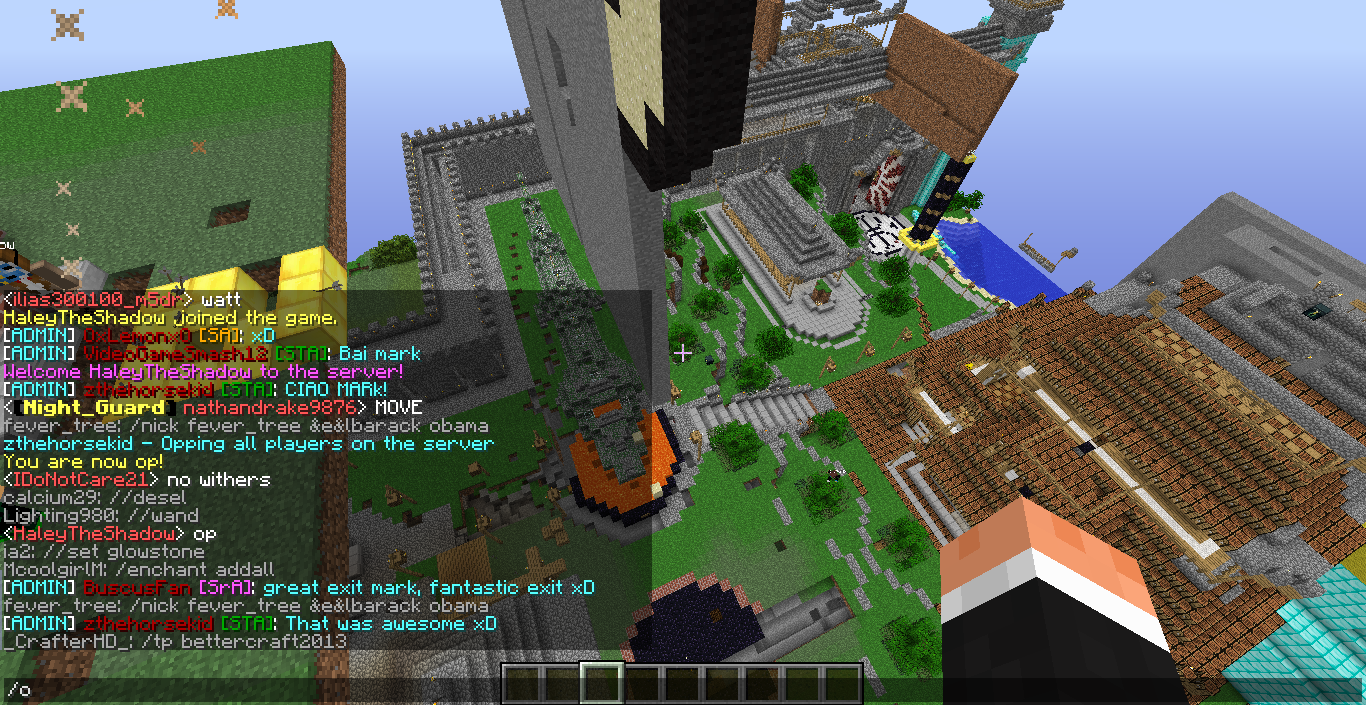 ow
<ilias300100_m5dr> watt
HaleyTheShadow joined the game.
[ADMIN] OxLemonxO [SA]: xD
[ADMIN] VideoGameSmash12 [STA]: Bai mark
Welcome HaleyTheShadow to the server!
[ADMIN] zthehorsekid [STA]: CIAO MARk!
< Night_Guard nathandrake9876> MOVE
fever_tree: /nick fever_tree &e&lbarack obama
zthehorsekid - Opping all players on the server
You are now op!
<IDoNotCare21> no withers
calcium29: //desel
Lighting980: //wand
<HaleyTheShadow> op
ia2: //set glowstone
McoolgirlM: /enchant addall
[ADMIN] BuscusFan [SrA]: great exit mark, fantastic exit xD
fever_tree: /nick fever_tree &e&lbarack obama
[ADMIN] zthehorsekid [STA]: That was awesome xD
_CrafterHD_: /tp bettercraft2013
/o